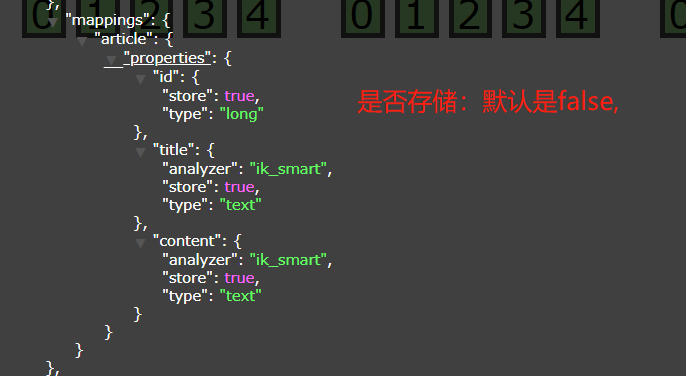 },
0 1 2 3 4 0 1 2 3 4 0
"mappings": {
"article": {
"properties": {
"id": {
"store": true,
"type": "long"
},
是否存储：默认是false,
"title": {
"analyzer": "ik_smart",
"store": true,
"type": "text"
},
"content": {
"analyzer": "ik_smart",
"store": true,
"type": "text"
}
}
}
},